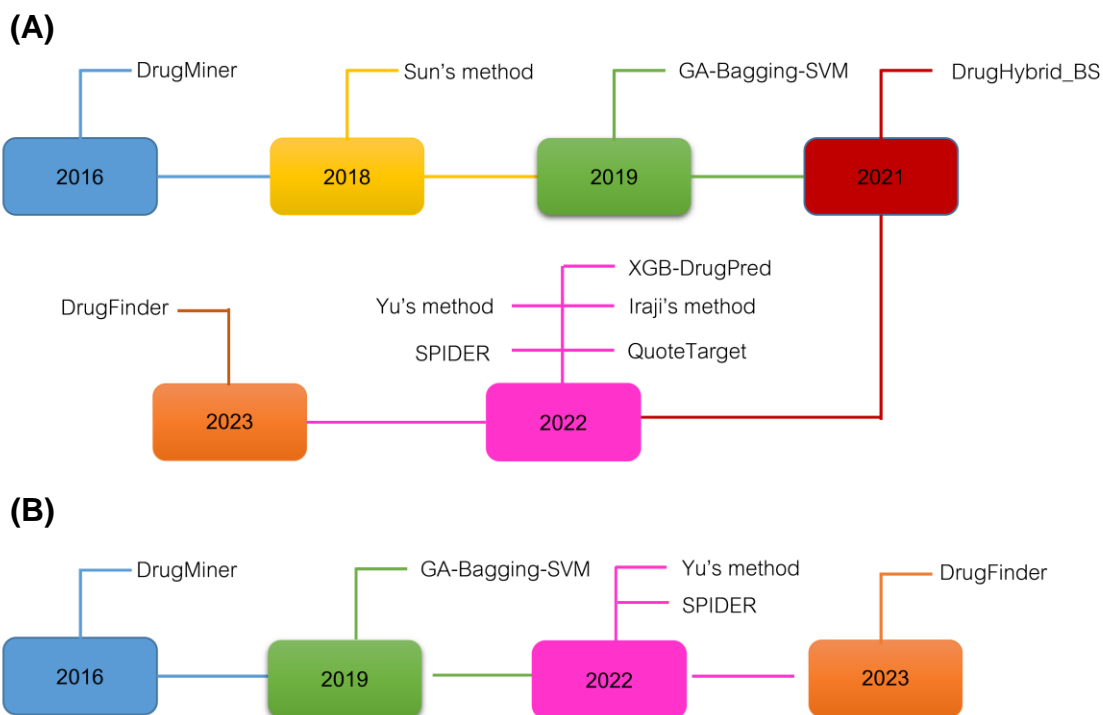 (A)
DrugMiner
Sun's method
GA-Bagging-SVM
DrugHybrid_BS
2016
2018
2019
2021
XGB-DrugPred
DrugFinder
Yu's method
Iraji's method
SPIDER
QuoteTarget
2023
2022
(B)
DrugMiner
GA-Bagging-SVM
Yu's method
DrugFinder
SPIDER
2016
2019
2022
2023